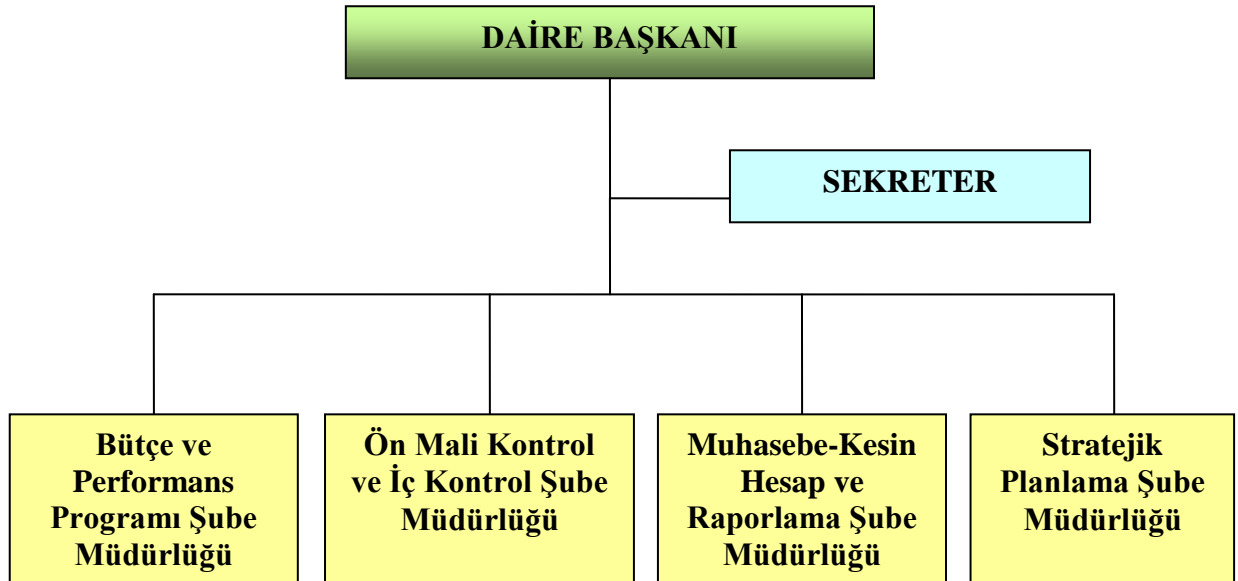 DAİRE BAŞKANI
SEKRETER
Bütçe ve
Performans
Programı Şube
Müdürlüğü
Ön Mali Kontrol
ve İç Kontrol Şube
Müdürlüğü
Muhasebe-Kesin
Hesap ve
Raporlama Şube
Müdürlüğü
Stratejik
Planlama Şube
Müdürlüğü